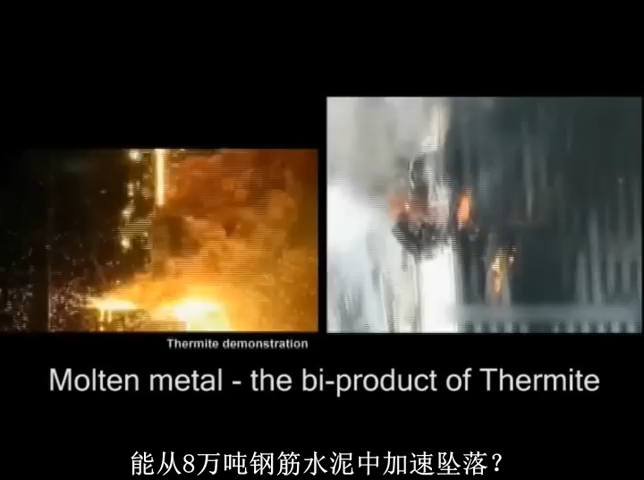 Thermite demonstration
Molten metal - the bi-product of Thermite
能从8万吨钢筋水泥中加速坠落？